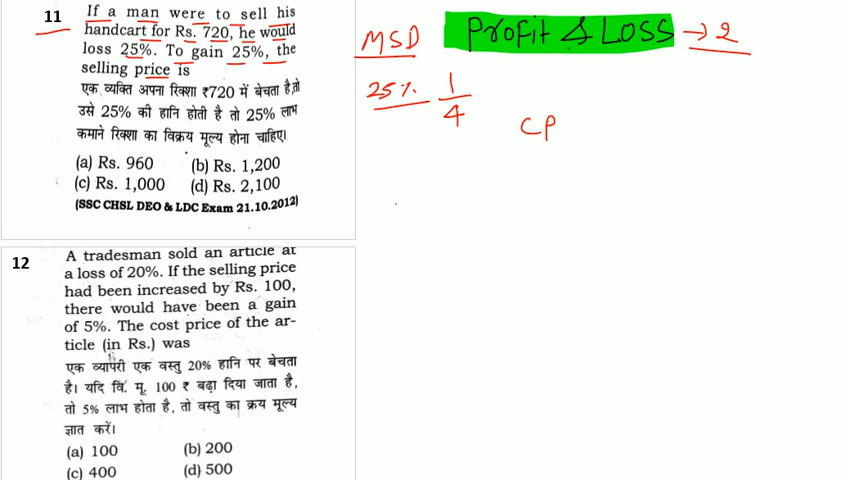 11
If a man were to sell his
handcart for Rs. 720, he would
loss 25%. To gain 25%, the
selling price is
एक व्यक्ति अपना रिक्शा ₹720 में बेचता है,तो
उसे 25% की हानि होती है तो 25% लाभ
कमाने रिक्शा का विक्रय मूल्य होना चाहिए।
(a) Rs. 960 (b) Rs. 1,200
(c) Rs. 1,000 (d) Rs. 2,100
(SSC CHSL DEO & LDC Exam 21.10.2012)
12
A tradesman sold an article at
a loss of 20%. If the selling price
had been increased by Rs. 100,
there would have been a gain
of 5%. The cost price of the ar-
ticle (in Rs.) was
एक व्यापरी एक वस्तु 20% हानि पर बेचता
है। यदि वि. मू. 100 ₹ बढ़ा दिया जाता है,
तो 5% लाभ होता है, तो वस्तु का क्रय मूल्य
ज्ञात करें।
(a) 100 (b) 200
(c) 400 (d) 500
Profit & Loss → 2
MSD
25% 1/4
CP